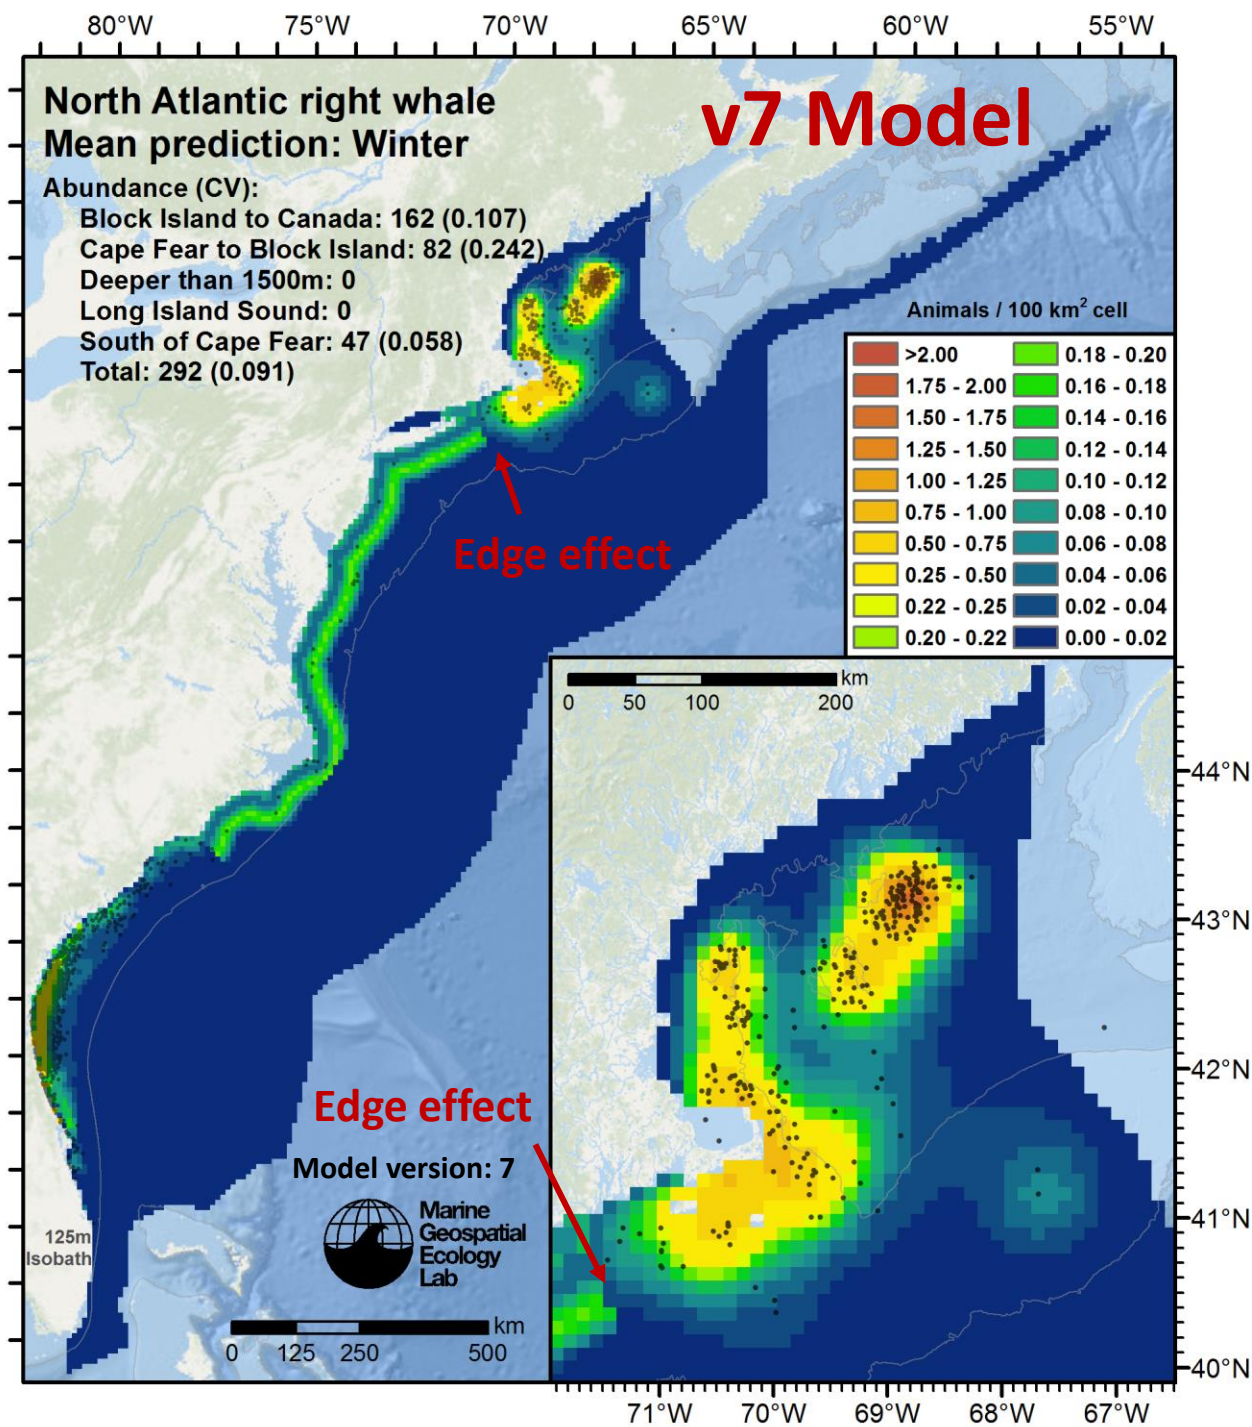 80°W 75°W 70°W 65°W 60°W 55°W
North Atlantic right whale
Mean prediction: Winter
v7 Model
Abundance (CV):
Block Island to Canada: 162 (0.107)
Cape Fear to Block Island: 82 (0.242)
Deeper than 1500m: 0
Long Island Sound: 0
South of Cape Fear: 47 (0.058)
Total: 292 (0.091)
Animals / 100 km² cell
>2.00 0.18 - 0.20
1.75 - 2.00 0.16 - 0.18
1.50 - 1.75 0.14 - 0.16
1.25 - 1.50 0.12 - 0.14
1.00 - 1.25 0.10 - 0.12
0.75 - 1.00 0.08 - 0.10
0.50 - 0.75 0.06 - 0.08
0.25 - 0.50 0.04 - 0.06
0.22 - 0.25 0.02 - 0.04
0.20 - 0.22 0.00 - 0.02
Edge effect
km
0 50 100 200
44°N
43°N
42°N
41°N
40°N
Edge effect
Model version: 7
Marine
Geospatial
Ecology
Lab
125m
Isobath
km
0 125 250 500
71°W 70°W 69°W 68°W 67°W